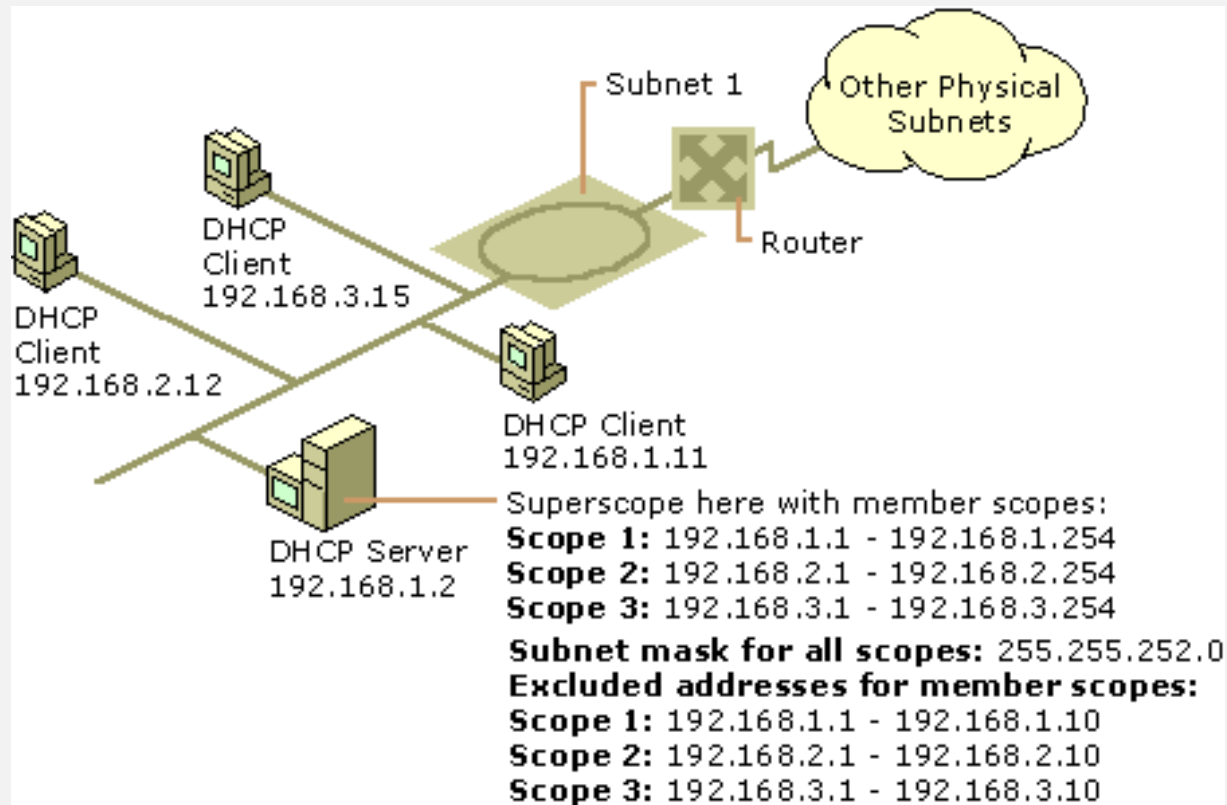 Subnet 1
Other Physical
Subnets
Router
DHCP
Client
192.168.3.15
DHCP
Client
192.168.2.12
DHCP Client
192.168.1.11
DHCP Server
192.168.1.2
Superscope here with member scopes:
Scope 1: 192.168.1.1 - 192.168.1.254
Scope 2: 192.168.2.1 - 192.168.2.254
Scope 3: 192.168.3.1 - 192.168.3.254
Subnet mask for all scopes: 255.255.252.0
Excluded addresses for member scopes:
Scope 1: 192.168.1.1 - 192.168.1.10
Scope 2: 192.168.2.1 - 192.168.2.10
Scope 3: 192.168.3.1 - 192.168.3.10